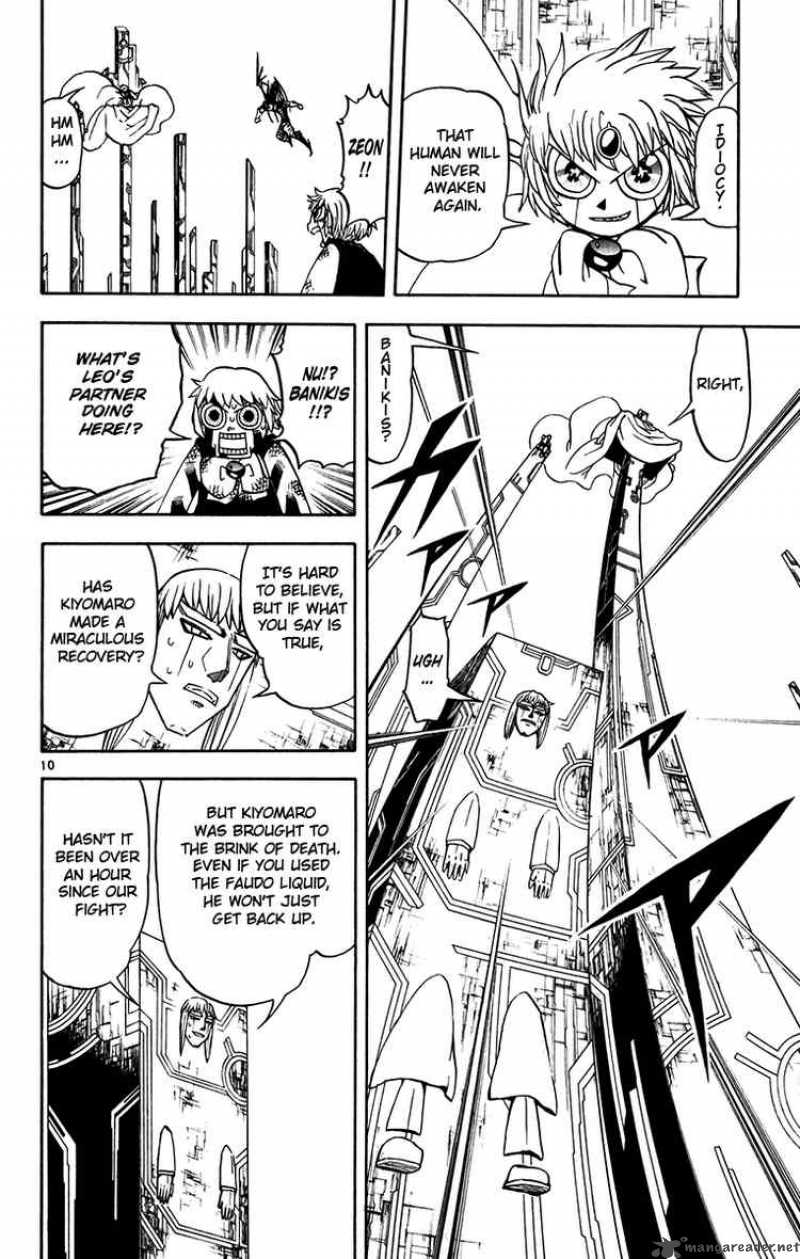 IDIOCY.
THAT
HUMAN WILL
NEVER
AWAKEN
AGAIN.
ZEON
!!
HM
HM
...
RIGHT,
BANIKIS?
UGH
...
NU!?
BANIKIS
!!?
WHAT'S
LEO'S
PARTNER
DOING
HERE!?
IT'S HARD
TO BELIEVE,
BUT IF WHAT
YOU SAY IS
TRUE,
HAS
KIYOMARO
MADE A
MIRACULOUS
RECOVERY?
10
BUT KIYOMARO
WAS BROUGHT TO
THE BRINK OF DEATH.
EVEN IF YOU USED
THE FAUDO LIQUID,
HE WON'T JUST
GET BACK UP.
HASN'T IT
BEEN OVER
AN HOUR
SINCE OUR
FIGHT?
mangareader.net